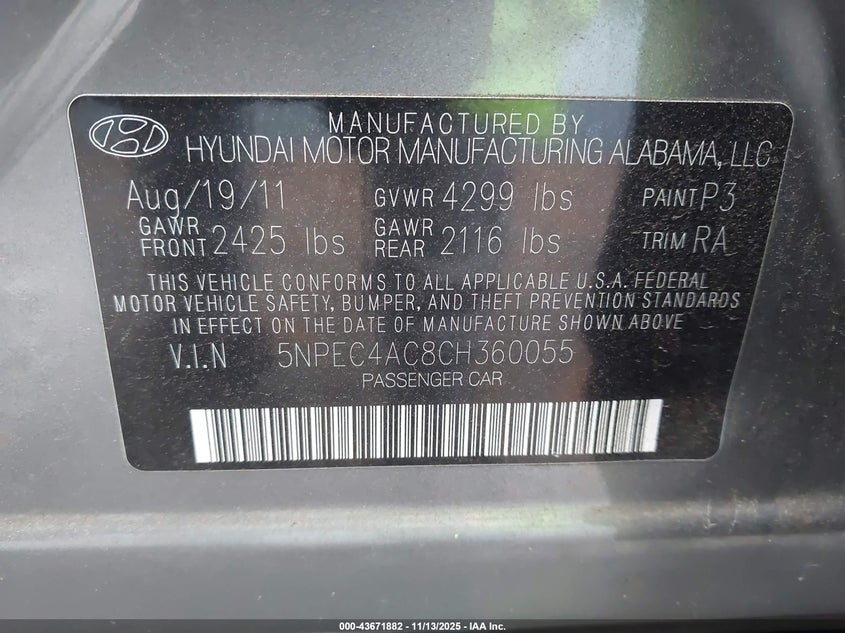 MANUFACTURED BY
HYUNDAI MOTOR MANUFACTURING ALABAMA, LLC
Aug/19/11 GVWR 4299 lbs PAINT P3
GAWR FRONT 2425 lbs GAWR REAR 2116 lbs TRIM RA
THIS VEHICLE CONFORMS TO ALL APPLICABLE U.S.A. FEDERAL
MOTOR VEHICLE SAFETY, BUMPER, AND THEFT PREVENTION STANDARDS
IN EFFECT ON THE DATE OF MANUFACTURE SHOWN ABOVE
V.I.N 5NPEC4AC8CH360055
PASSENGER CAR
000-43671882 - 11/13/2025 - IAA Inc.